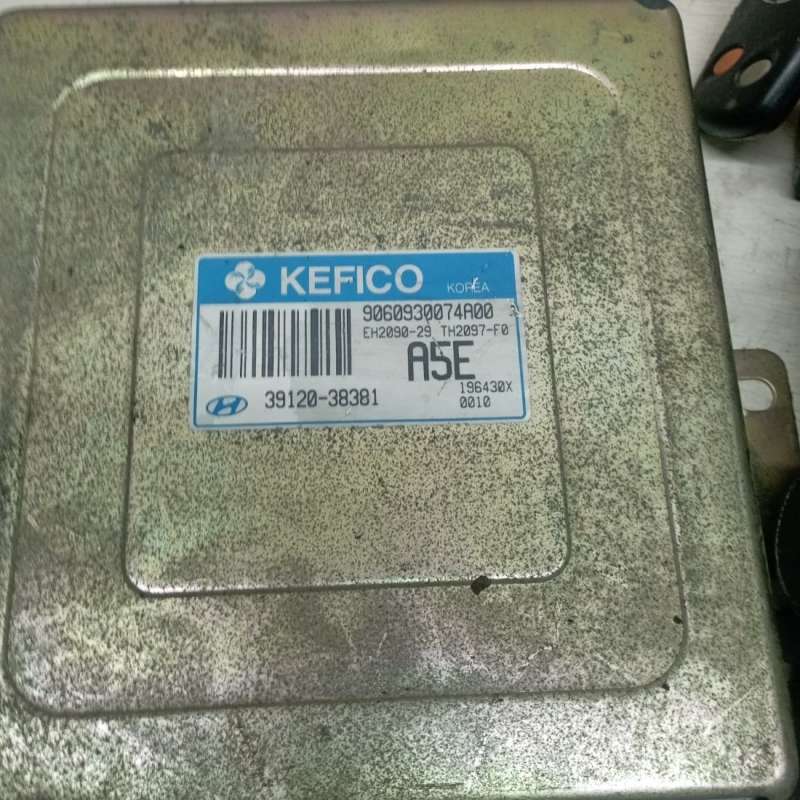 KEFICO KOREA
9060930074A00
EH2090-29 TH2097-F0
A5E
39120-38381
196430X
0010